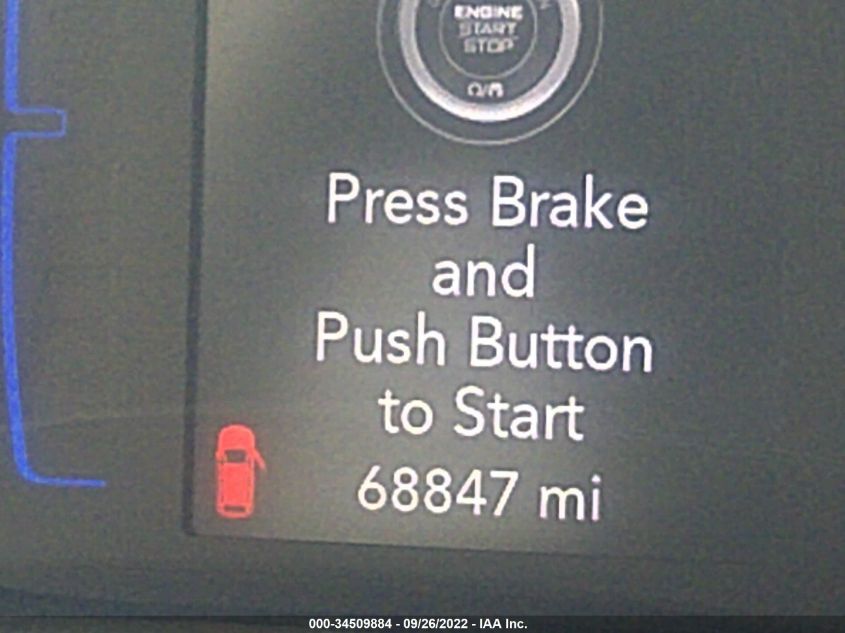 ENGINE
START
STOP
Press Brake
and
Push Button
to Start
68847 mi
000-34509884 - 09/26/2022 - IAA Inc.